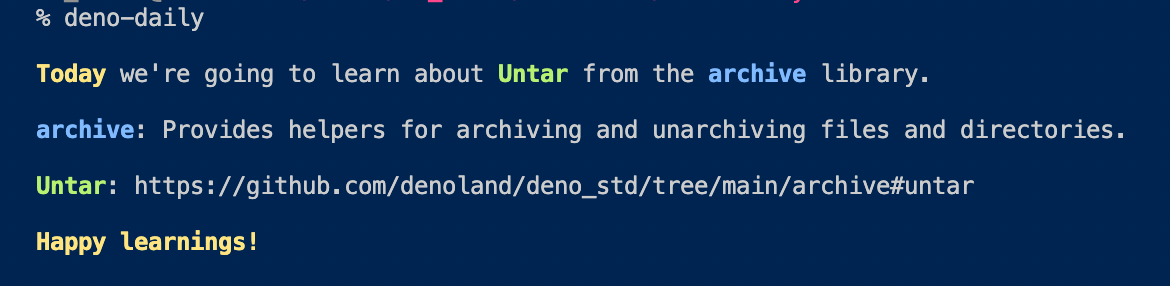 % deno-daily
Today we're going to learn about Untar from the archive library.
archive: Provides helpers for archiving and unarchiving files and directories.
Untar: https://github.com/denoland/deno_std/tree/main/archive#untar
Happy learnings!